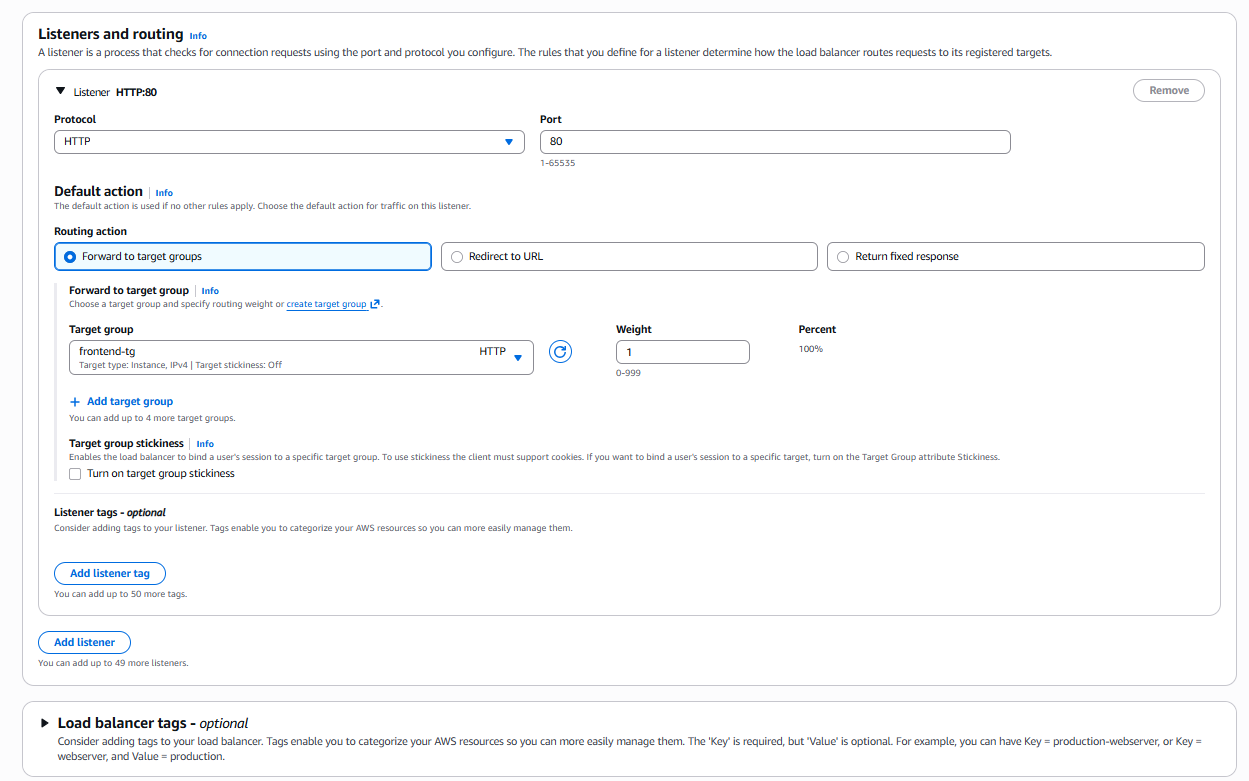 Listeners and routing Info
A listener is a process that checks for connection requests using the port and protocol you configure. The rules that you define for a listener determine how the load balancer routes requests to its registered targets.
Listener HTTP:80
Remove
Protocol
HTTP
Port
80
1-65535
Default action Info
The default action is used if no other rules apply. Choose the default action for traffic on this listener.
Routing action
Forward to target groups
Redirect to URL
Return fixed response
Forward to target group Info
Choose a target group and specify routing weight or create target group.
Target group
frontend-tg HTTP
Target type: Instance, IPv4 | Target stickiness: Off
Weight
1
0-999
Percent
100%
Add target group
You can add up to 4 more target groups.
Target group stickiness Info
Enables the load balancer to bind a user's session to a specific target group. To use stickiness the client must support cookies. If you want to bind a user's session to a specific target, turn on the Target Group attribute Stickiness.
Turn on target group stickiness
Listener tags - optional
Consider adding tags to your listener. Tags enable you to categorize your AWS resources so you can more easily manage them.
Add listener tag
You can add up to 50 more tags.
Add listener
You can add up to 49 more listeners.
Load balancer tags - optional
Consider adding tags to your load balancer. Tags enable you to categorize your AWS resources so you can more easily manage them. The 'Key' is required, but 'Value' is optional. For example, you can have Key = production-webserver, or Key =
webserver, and Value = production.